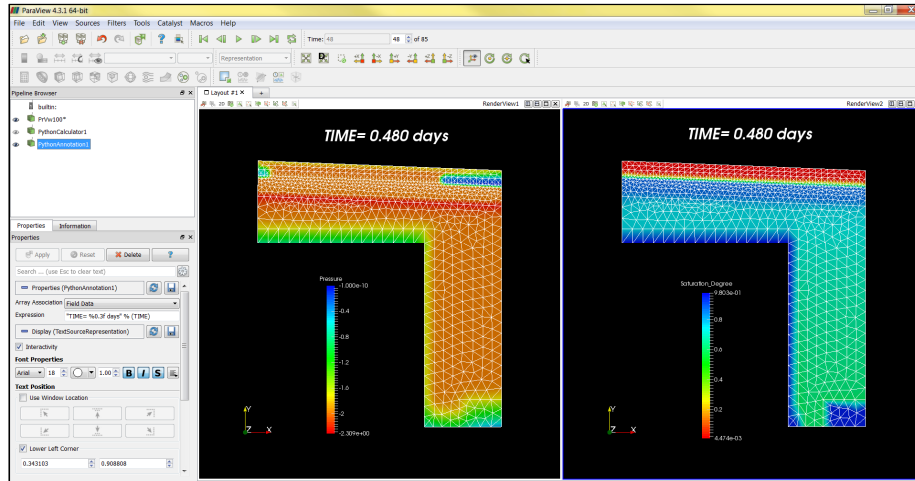 ParaView 4.3.1 64-bit
File Edit View Sources Filters Tools Catalyst Macros Help
Time: 48 48 of 85
Representation
Pipeline Browser
builtin:
PythonCalculator1
PythonAnnotation1
Properties Information
Properties
Apply Reset Delete ?
Search ... (use Esc to clear text)
Properties (PythonAnnotation1)
Array Association Field Data
Expression "TIME= %0.3f days" % (TIME)
Display (TextSourceRepresentation)
Interactivity
Font Properties
Arial 18 1.00 B I S
Text Position
Use Window Location
Lower Left Corner
0.343103 0.908808
Layout #1 +
2D RenderView1
TIME= 0.480 days
Pressure
-1.000e-10
-0.4
-0.8
-1.2
-1.6
-2
-2.309e+00
Y
Z X
2D RenderView2
TIME= 0.480 days
Saturation_Degree
9.803e-01
0.8
0.6
0.4
0.2
4.474e-03
Y
Z X